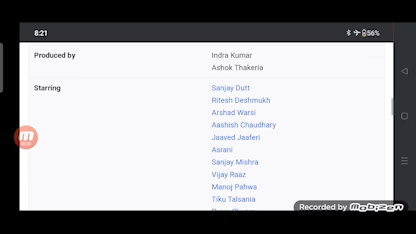 8:21
56%
Produced by
Indra Kumar
Ashok Thakeria
Starring
Sanjay Dutt
Ritesh Deshmukh
Arshad Warsi
Aashish Chaudhary
Jaaved Jaaferi
Asrani
Sanjay Mishra
Vijay Raaz
Manoj Pahwa
Tiku Talsania
Recorded by Mobizen